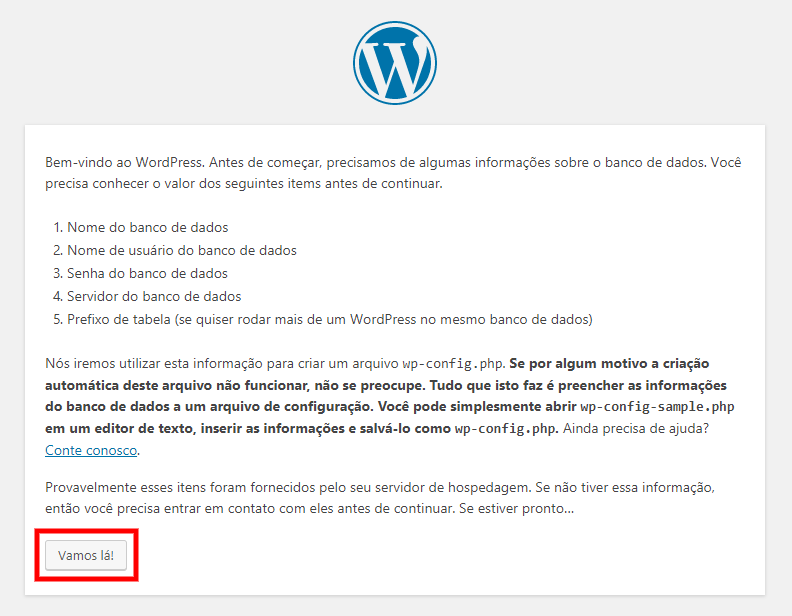 W
Bem-vindo ao WordPress. Antes de começar, precisamos de algumas informações sobre o banco de dados. Você
precisa conhecer o valor dos seguintes items antes de continuar.
1. Nome do banco de dados
2. Nome de usuário do banco de dados
3. Senha do banco de dados
4. Servidor do banco de dados
5. Prefixo de tabela (se quiser rodar mais de um WordPress no mesmo banco de dados)
Nós iremos utilizar esta informação para criar um arquivo wp-config.php. Se por algum motivo a criação
automática deste arquivo não funcionar, não se preocupe. Tudo que isto faz é preencher as informações
do banco de dados a um arquivo de configuração. Você pode simplesmente abrir wp-config-sample.php
em um editor de texto, inserir as informações e salvá-lo como wp-config.php. Ainda precisa de ajuda?
Conte conosco.
Provavelmente esses itens foram fornecidos pelo seu servidor de hospedagem. Se não tiver essa informação,
então você precisa entrar em contato com eles antes de continuar. Se estiver pronto...
Vamos lá!